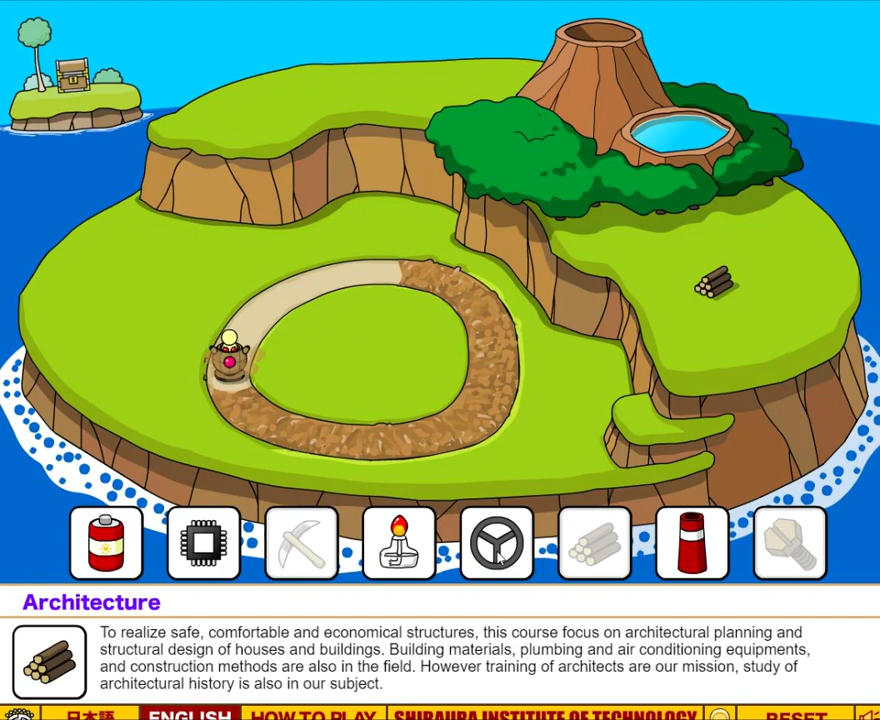 Architecture
To realize safe, comfortable and economical structures, this course focus on architectural planning and
structural design of houses and buildings. Building materials, plumbing and air conditioning equipments,
and construction methods are also in the field. However training of architects are our mission, study of
architectural history is also in our subject.
日本語 ENGLISH HOW TO PLAY SHIBAURA INSTITUTE OF TECHNOLOGY RESET